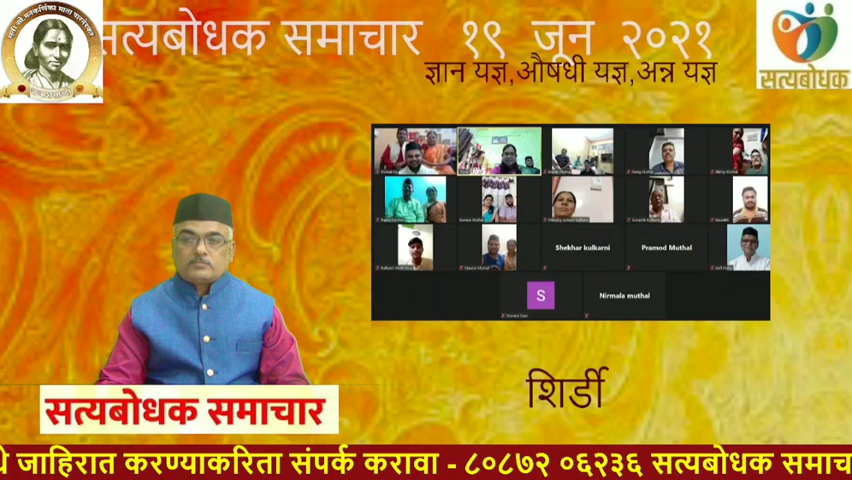 सत्यबोधक समाचार १९ जून २०२१
ज्ञान यज्ञ,औषधी यज्ञ,अन्न यज्ञ
सत्यबोधक
Shekhar kulkarni
Pramod Muthal
S
Nirmala muthal
शिर्डी
सत्यबोधक समाचार
जाहिरात करण्याकरिता संपर्क करावा - ८०८७२ ०६२३६ सत्यबोधक समाच